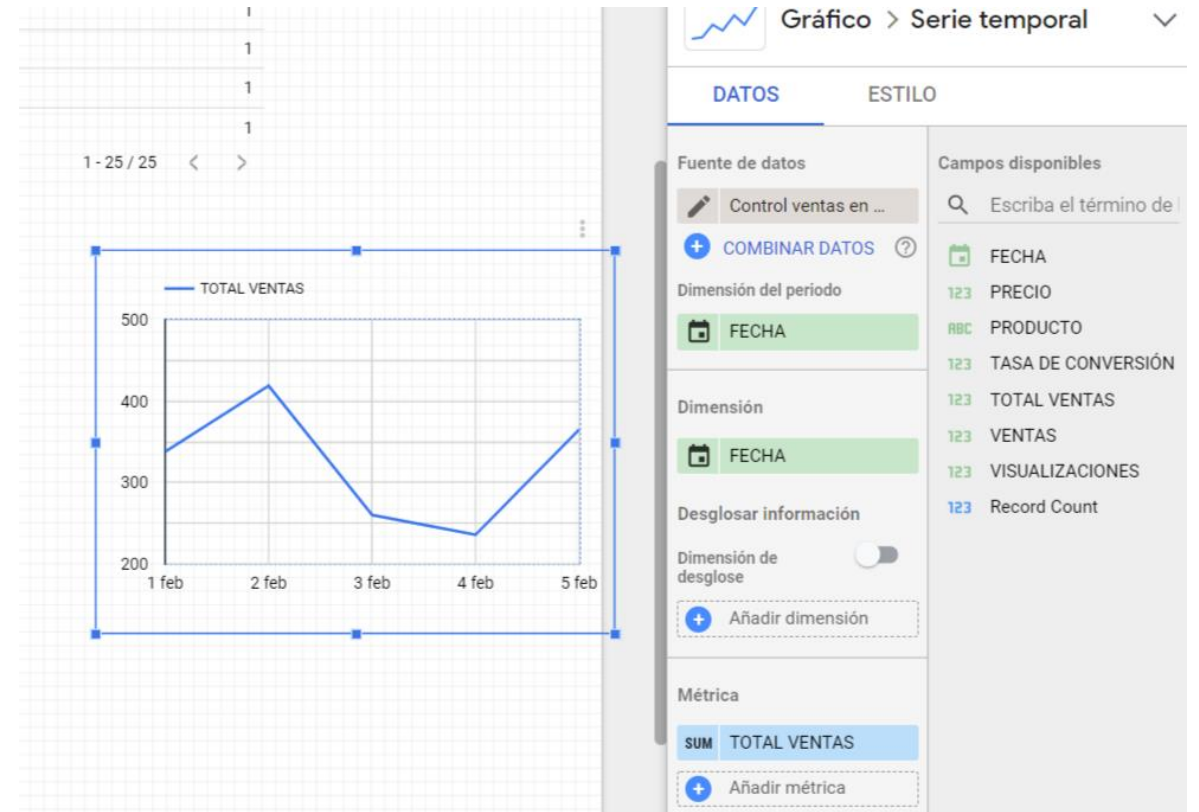 1
1
1
1
1 - 25 / 25
TOTAL VENTAS
500
400
300
200
1 feb
2 feb
3 feb
4 feb
5 feb
Gráfico > Serie temporal
DATOS
ESTILO
Fuente de datos
Control ventas en ...
COMBINAR DATOS
Dimensión del periodo
FECHA
Dimensión
FECHA
Desglosar información
Dimensión de
desglose
Añadir dimensión
Métrica
SUM TOTAL VENTAS
Añadir métrica
Campos disponibles
Escriba el término de
FECHA
123 PRECIO
ABC PRODUCTO
123 TASA DE CONVERSIÓN
123 TOTAL VENTAS
123 VENTAS
123 VISUALIZACIONES
123 Record Count